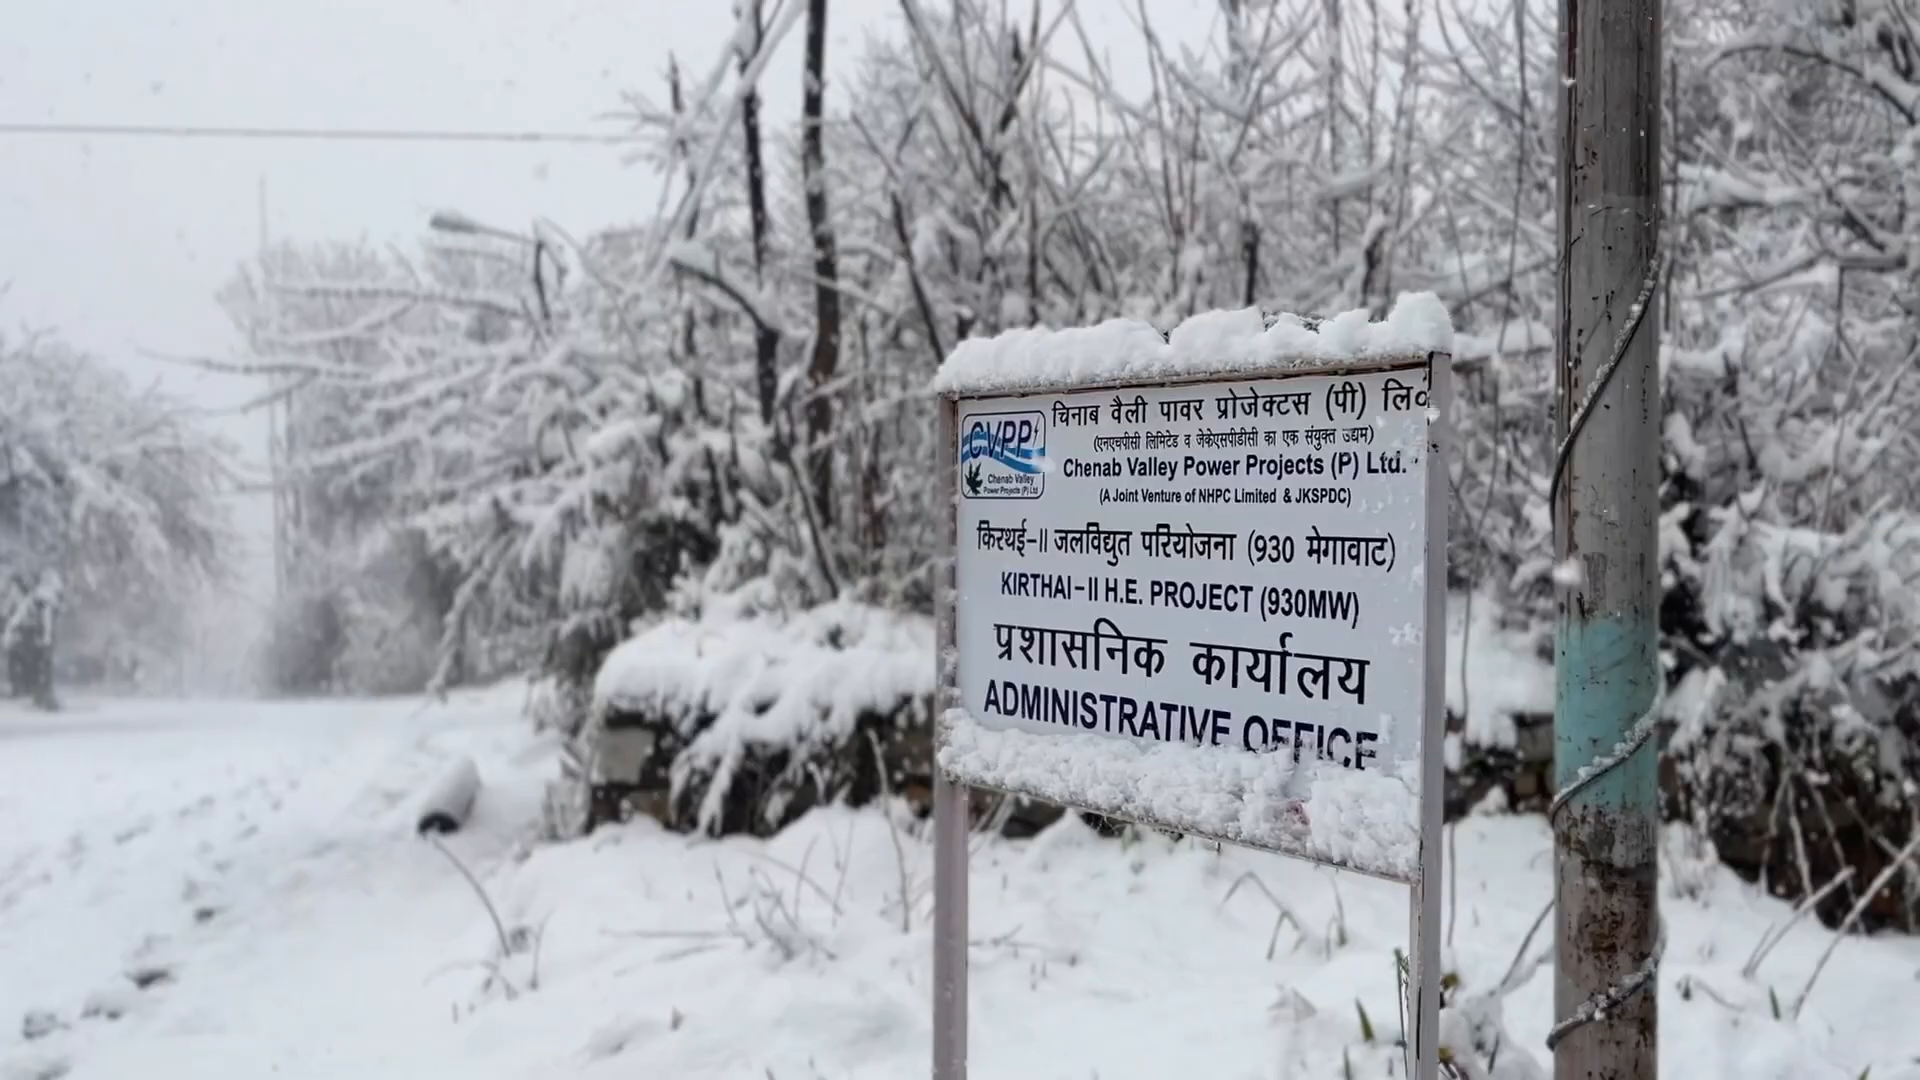 चिनाब वैली पावर प्रोजेक्टस (पी) लि०
(एनएचपीसी लिमिटेड व जेकेएसपीडीसी का एक संयुक्त उद्यम)
Chenab Valley Power Projects (P) Ltd.
(A Joint Venture of NHPC Limited & JKSPDC)
CVPP
Chenab Valley
Power Projects (P) Ltd
किरथई-II जलविद्युत परियोजना (930 मेगावाट)
KIRTHAI-II H.E. PROJECT (930MW)
प्रशासनिक कार्यालय
ADMINISTRATIVE OFFICE